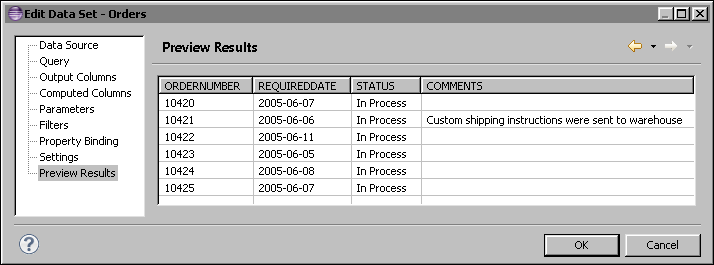 Edit Data Set - Orders
Data Source
Query
Output Columns
Computed Columns
Parameters
Filters
Property Binding
Settings
Preview Results
Preview Results
ORDERNUMBER REQUIREDDATE STATUS COMMENTS
10420 2005-06-07 In Process
10421 2005-06-06 In Process Custom shipping instructions were sent to warehouse
10422 2005-06-11 In Process
10423 2005-06-05 In Process
10424 2005-06-08 In Process
10425 2005-06-07 In Process
? OK Cancel